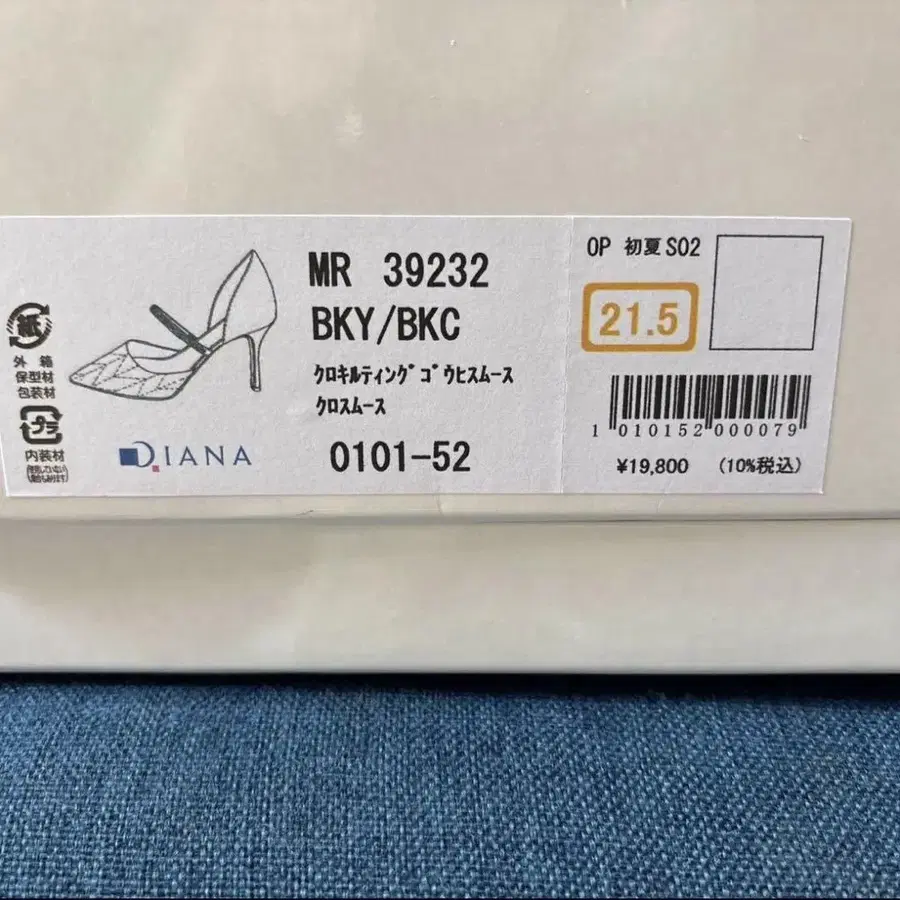 紙
外 箱
保型材
包装材
プラ
内装材
DIANA
MR 39232
BKY/BKC
クロキルティングゴウヒスムース
クロスムース
0101-52
OP 初夏 S02
21.5
1 010152 000079
¥19,800 (10%税込)